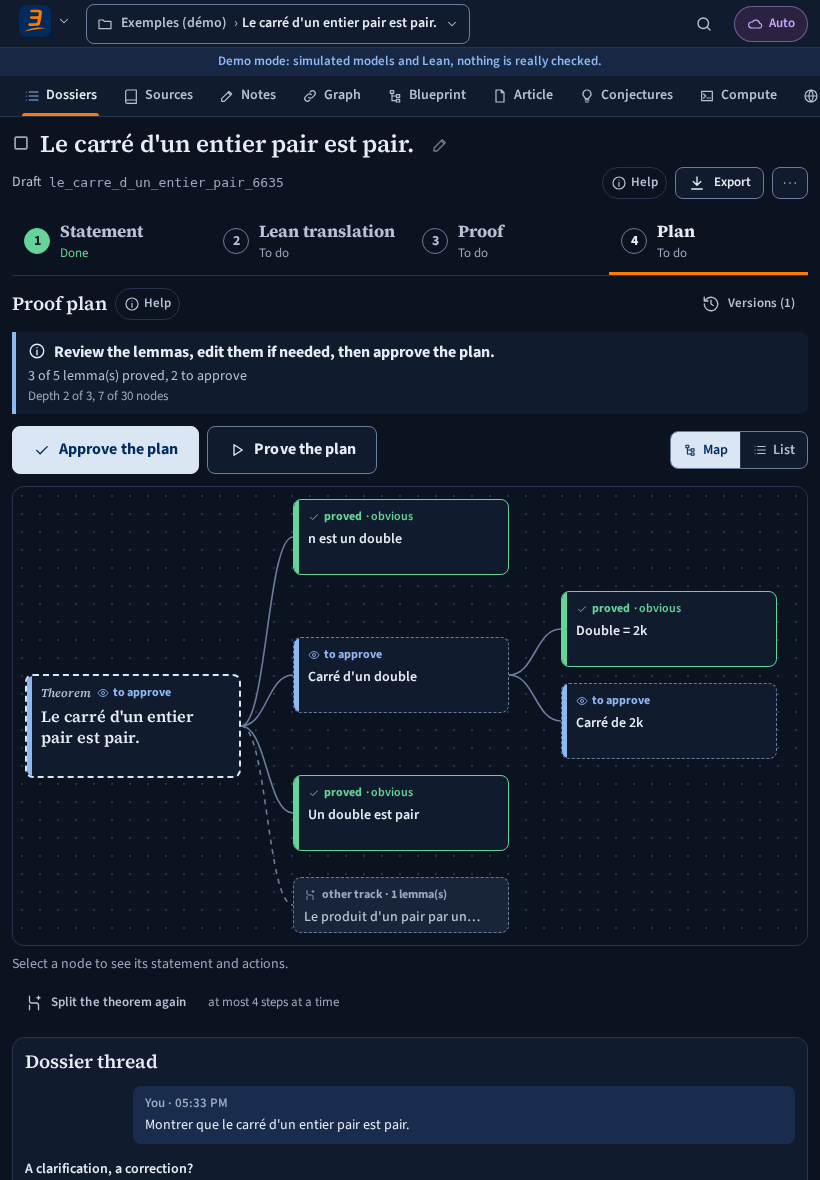 Exemples (démo) › Le carré d'un entier pair est pair.
Auto
Demo mode: simulated models and Lean, nothing is really checked.
Dossiers Sources Notes Graph Blueprint Article Conjectures Compute
Le carré d'un entier pair est pair.
Draft le_carre_d_un_entier_pair_6635
Help Export ...
1 Statement Done
2 Lean translation To do
3 Proof To do
4 Plan To do
Proof plan Help Versions (1)
Review the lemmas, edit them if needed, then approve the plan.
3 of 5 lemma(s) proved, 2 to approve
Depth 2 of 3, 7 of 30 nodes
Approve the plan Prove the plan Map List
proved · obvious
n est un double
proved · obvious
Double = 2k
to approve
Carré d'un double
Theorem to approve
Le carré d'un entier
pair est pair.
to approve
Carré de 2k
proved · obvious
Un double est pair
other track · 1 lemma(s)
Le produit d'un pair par un…
Select a node to see its statement and actions.
Split the theorem again at most 4 steps at a time
Dossier thread
You · 05:33 PM
Montrer que le carré d'un entier pair est pair.
A clarification, a correction?